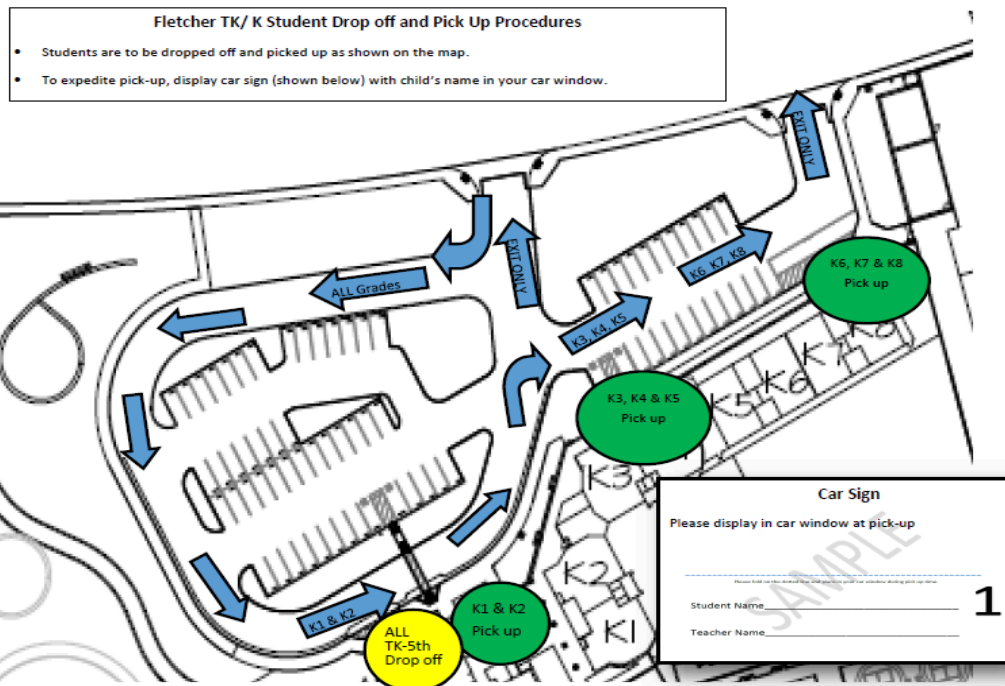 Fletcher TK/ K Student Drop off and Pick Up Procedures
• Students are to be dropped off and picked up as shown on the map.
• To expedite pick-up, display car sign (shown below) with child's name in your car window.
EXIT ONLY
EXIT ONLY
ALL Grades
K6, K7, K8
K6, K7 & K8
Pick up
K3, K4, K5
K3, K4 & K5
Pick up
K8
K7
K6
K5
K3
K2
K1
K1 & K2
K1 & K2
Pick up
ALL
TK-5th
Drop off
Car Sign
Please display in car window at pick-up
SAMPLE
Student Name
Teacher Name
1